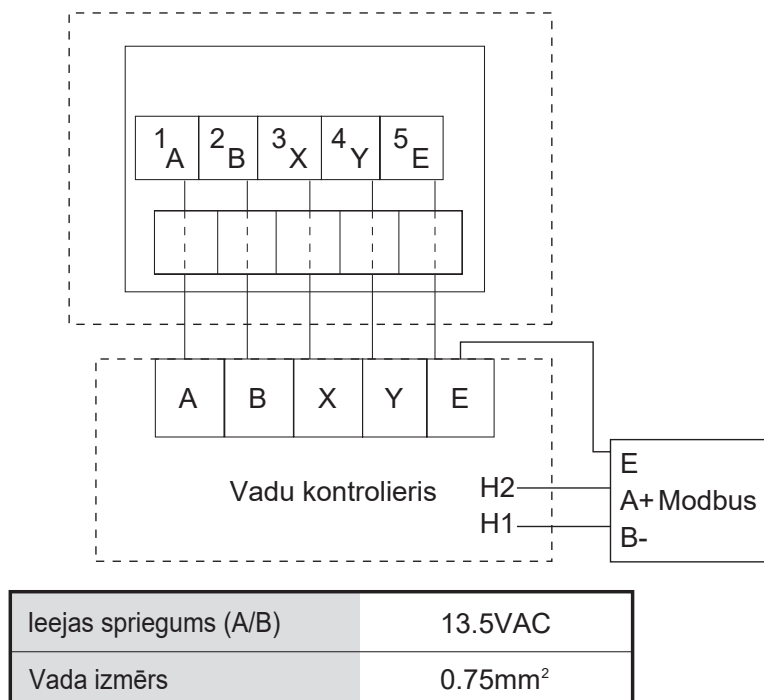 1A 2B 3X 4Y 5E
A B X Y E
Vadu kontrolieris
H2
H1
E
A+ Modbus
B-
Ieejas spriegums (A/B) 13.5VAC
Vada izmērs 0.75mm²